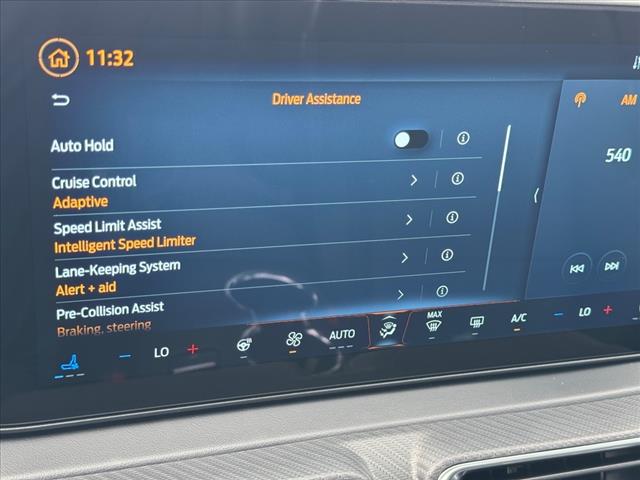 11:32
Driver Assistance
AM
Auto Hold
540
Cruise Control
Adaptive
Speed Limit Assist
Intelligent Speed Limiter
Lane-Keeping System
Alert + aid
Pre-Collision Assist
Braking, steering
— LO + AUTO MAX A/C — LO +